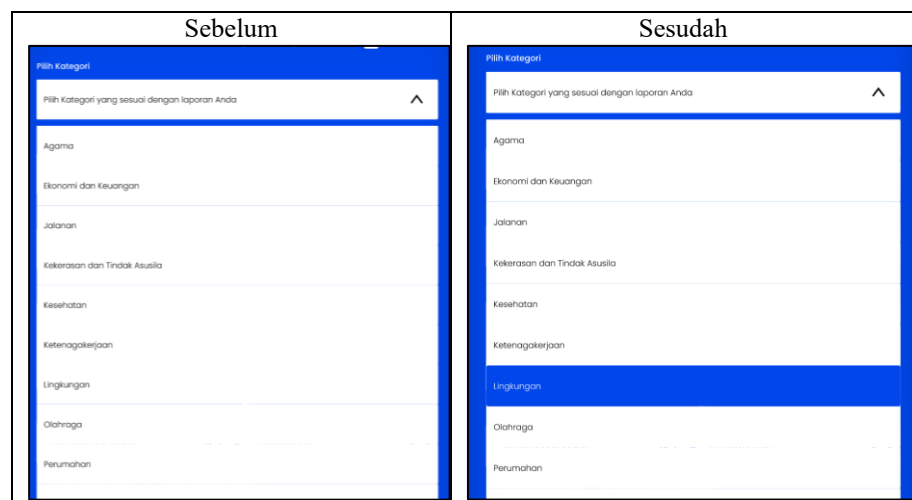 Sebelum
Sesudah
Pilih Kategori
Pilih Kategori yang sesuai dengan laporan Anda
Agama
Ekonomi dan Keuangan
Jalanan
Kekerasan dan Tindak Asusila
Kesehatan
Ketenagakerjaan
Lingkungan
Olahraga
Perumahan
Pilih Kategori
Pilih Kategori yang sesuai dengan laporan Anda
Agama
Ekonomi dan Keuangan
Jalanan
Kekerasan dan Tindak Asusila
Kesehatan
Ketenagakerjaan
Lingkungan
Olahraga
Perumahan